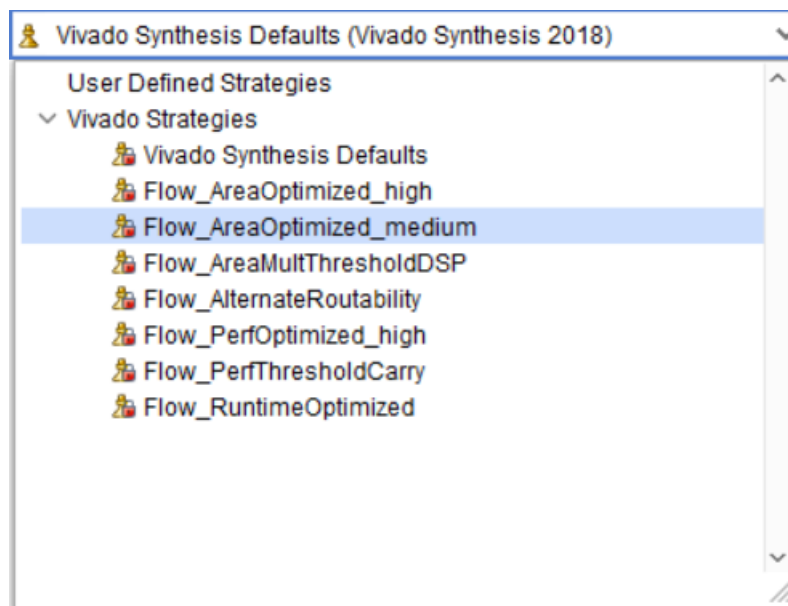 Vivado Synthesis Defaults (Vivado Synthesis 2018)
User Defined Strategies
Vivado Strategies
Vivado Synthesis Defaults
Flow_AreaOptimized_high
Flow_AreaOptimized_medium
Flow_AreaMultThresholdDSP
Flow_AlternateRoutability
Flow_PerfOptimized_high
Flow_PerfThresholdCarry
Flow_RuntimeOptimized